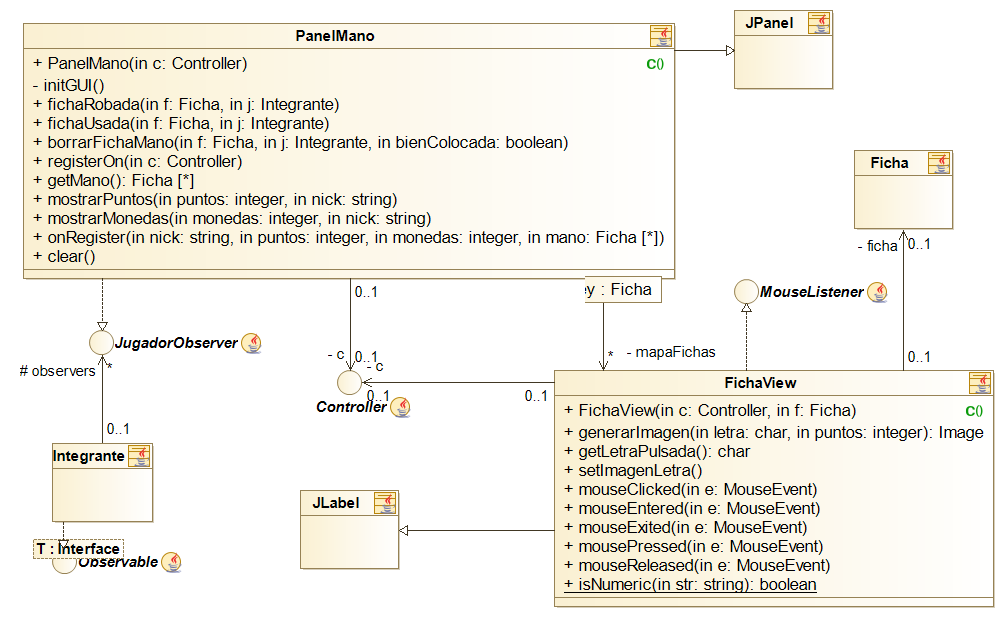 PanelMano
+ PanelMano(in c: Controller)
C()
- initGUI()
+ fichaRobada(in f: Ficha, in j: Integrante)
+ fichaUsada(in f: Ficha, in j: Integrante)
+ borrarFichaMano(in f: Ficha, in j: Integrante, in bienColocada: boolean)
+ registerOn(in c: Controller)
+ getMano(): Ficha [*]
+ mostrarPuntos(in puntos: integer, in nick: string)
+ mostrarMonedas(in monedas: integer, in nick: string)
+ onRegister(in nick: string, in puntos: integer, in monedas: integer, in mano: Ficha [*])
+ clear()
JPanel
Ficha
- ficha
0..1
0..1
ey : Ficha
* - mapaFichas
MouseListener
0..1
- c
0..1
- c
0..1
0..1
Controller
JugadorObserver
# observers
*
0..1
Integrante
T : Interface
Observable
JLabel
FichaView
+ FichaView(in c: Controller, in f: Ficha)
C()
+ generarImagen(in letra: char, in puntos: integer): Image
+ getLetraPulsada(): char
+ setImagenLetra()
+ mouseClicked(in e: MouseEvent)
+ mouseEntered(in e: MouseEvent)
+ mouseExited(in e: MouseEvent)
+ mousePressed(in e: MouseEvent)
+ mouseReleased(in e: MouseEvent)
+ isNumeric(in str: string): boolean